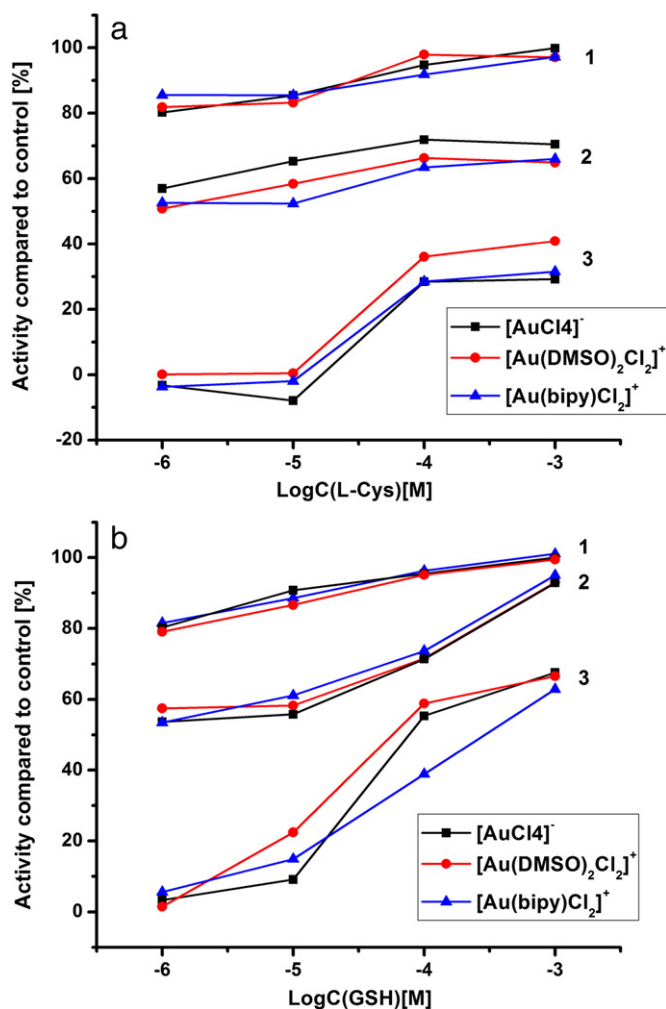 a
Activity compared to control [%]
100
80
60
40
20
0
-20
1
2
3
[AuCl4]⁻
[Au(DMSO)₂Cl₂]⁺
[Au(bipy)Cl₂]⁺
-6 -5 -4 -3
LogC(L-Cys)[M]
b
Activity compared to control [%]
100
80
60
40
20
0
1
2
3
[AuCl4]⁻
[Au(DMSO)₂Cl₂]⁺
[Au(bipy)Cl₂]⁺
-6 -5 -4 -3
LogC(GSH)[M]